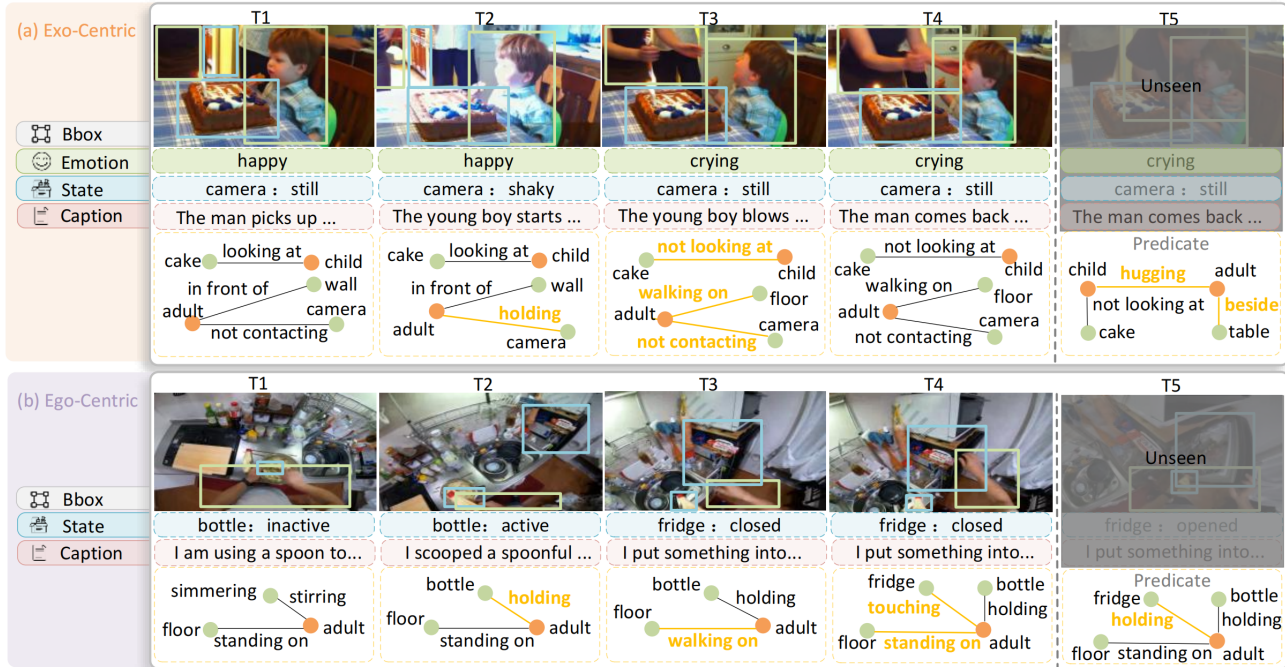 (a) Exo-Centric
T1 T2 T3 T4 T5
Unseen
Bbox
Emotion
happy happy crying crying crying
State
camera： still camera： shaky camera： still camera： still camera： still
Caption
The man picks up ... The young boy starts ... The young boy blows ... The man comes back ... The man comes back ...
cake looking at child
in front of wall
adult
not contacting camera
cake looking at child
in front of wall
holding
adult camera
not looking at
cake child
walking on floor
adult camera
not contacting
not looking at
cake child
walking on floor
adult camera
not contacting
Predicate
child hugging adult
not looking at beside
cake table
(b) Ego-Centric
T1 T2 T3 T4 T5
Unseen
Bbox
State
bottle：inactive bottle：active fridge： closed fridge： closed fridge： opened
Caption
I am using a spoon to... I scooped a spoonful ... I put something into... I put something into... I put something into...
simmering stirring
floor adult
standing on
bottle holding
floor adult
standing on
bottle
floor holding
adult
walking on
fridge bottle
touching holding
floor standing on adult
Predicate
fridge bottle
holding holding
floor standing on adult